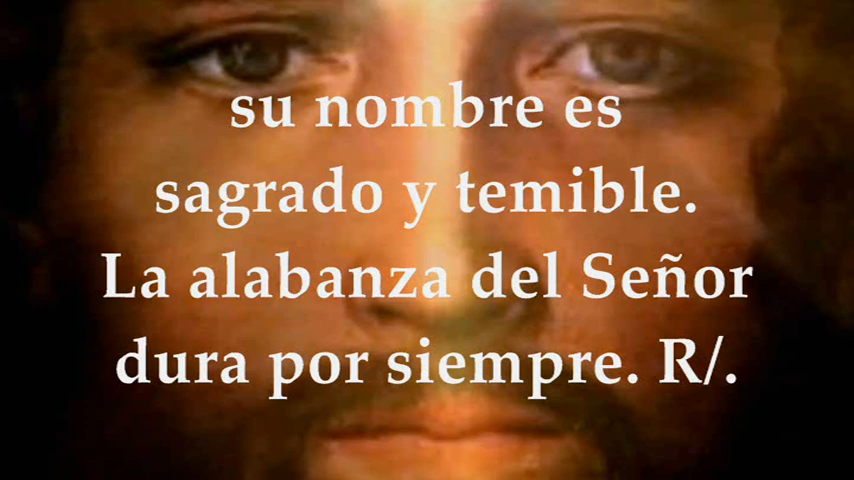 su nombre es
sagrado y temible.
La alabanza del Señor
dura por siempre. R/.